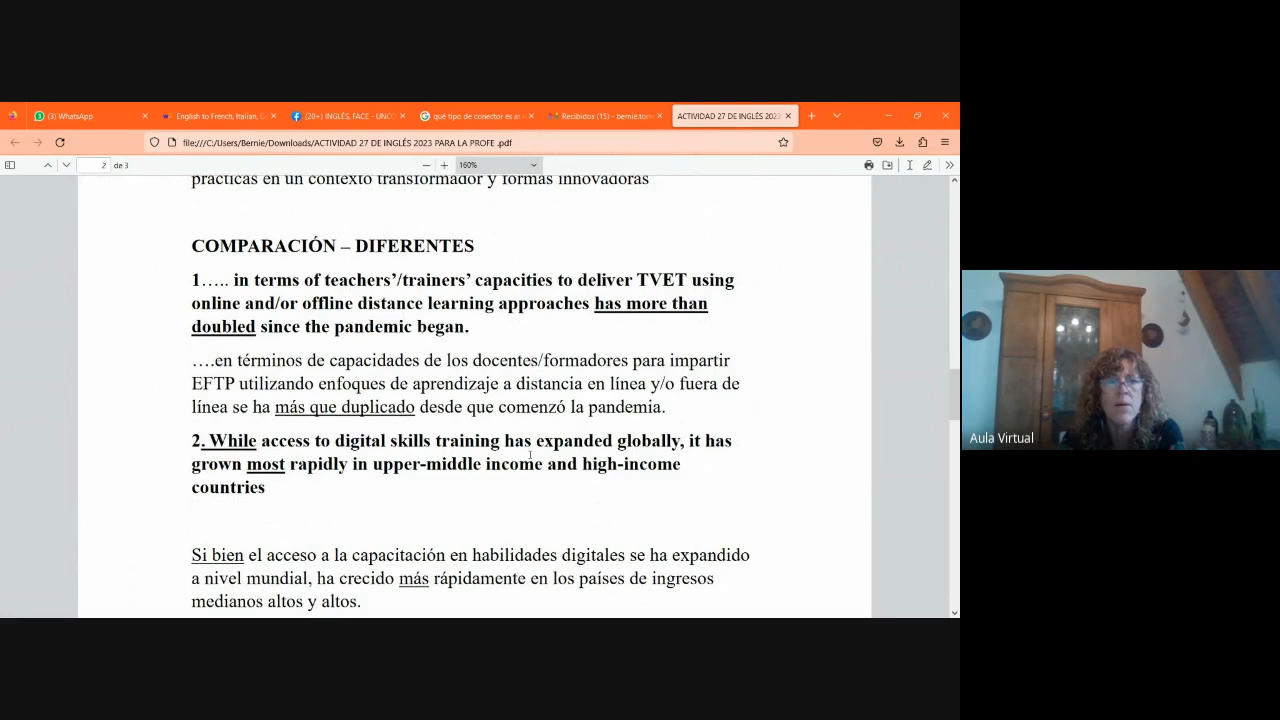 (3) WhatsApp
English to French, Italian, G
(20+) INGLÉS, FACE - UNCO
qué tipo de conector es
Recibidos (15) - bernie.torre
ACTIVIDAD 27 DE INGLÉS 2023
file:///C:/Users/Bernie/Downloads/ACTIVIDAD 27 DE INGLÉS 2023 PARA LA PROFE .pdf
2 de 3
160%
prácticas en un contexto transformador y formas innovadoras
COMPARACIÓN – DIFERENTES
1….. in terms of teachers’/trainers’ capacities to deliver TVET using
online and/or offline distance learning approaches has more than
doubled since the pandemic began.
….en términos de capacidades de los docentes/formadores para impartir
EFTP utilizando enfoques de aprendizaje a distancia en línea y/o fuera de
línea se ha más que duplicado desde que comenzó la pandemia.
2. While access to digital skills training has expanded globally, it has
grown most rapidly in upper-middle income and high-income
countries
Si bien el acceso a la capacitación en habilidades digitales se ha expandido
a nivel mundial, ha crecido más rápidamente en los países de ingresos
medianos altos y altos.
Aula Virtual